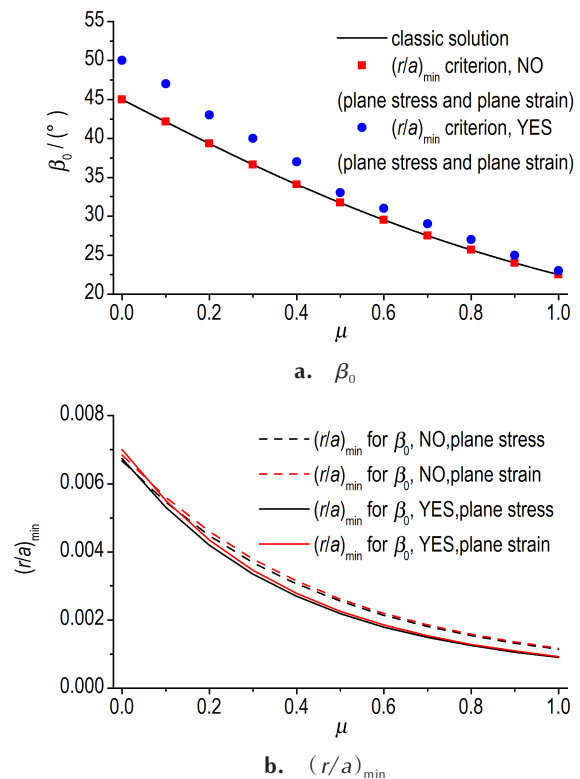 55
50
45
40
35
30
25
20
β₀ / (°)
classic solution
(r/a)min criterion, NO
(plane stress and plane strain)
(r/a)min criterion, YES
(plane stress and plane strain)
0.0 0.2 0.4 0.6 0.8 1.0
μ
a. β₀
0.008
0.006
0.004
0.002
0.000
(r/a)min
(r/a)min for β₀, NO,plane stress
(r/a)min for β₀, NO,plane strain
(r/a)min for β₀, YES,plane stress
(r/a)min for β₀, YES,plane strain
0.0 0.2 0.4 0.6 0.8 1.0
μ
b. (r/a)min